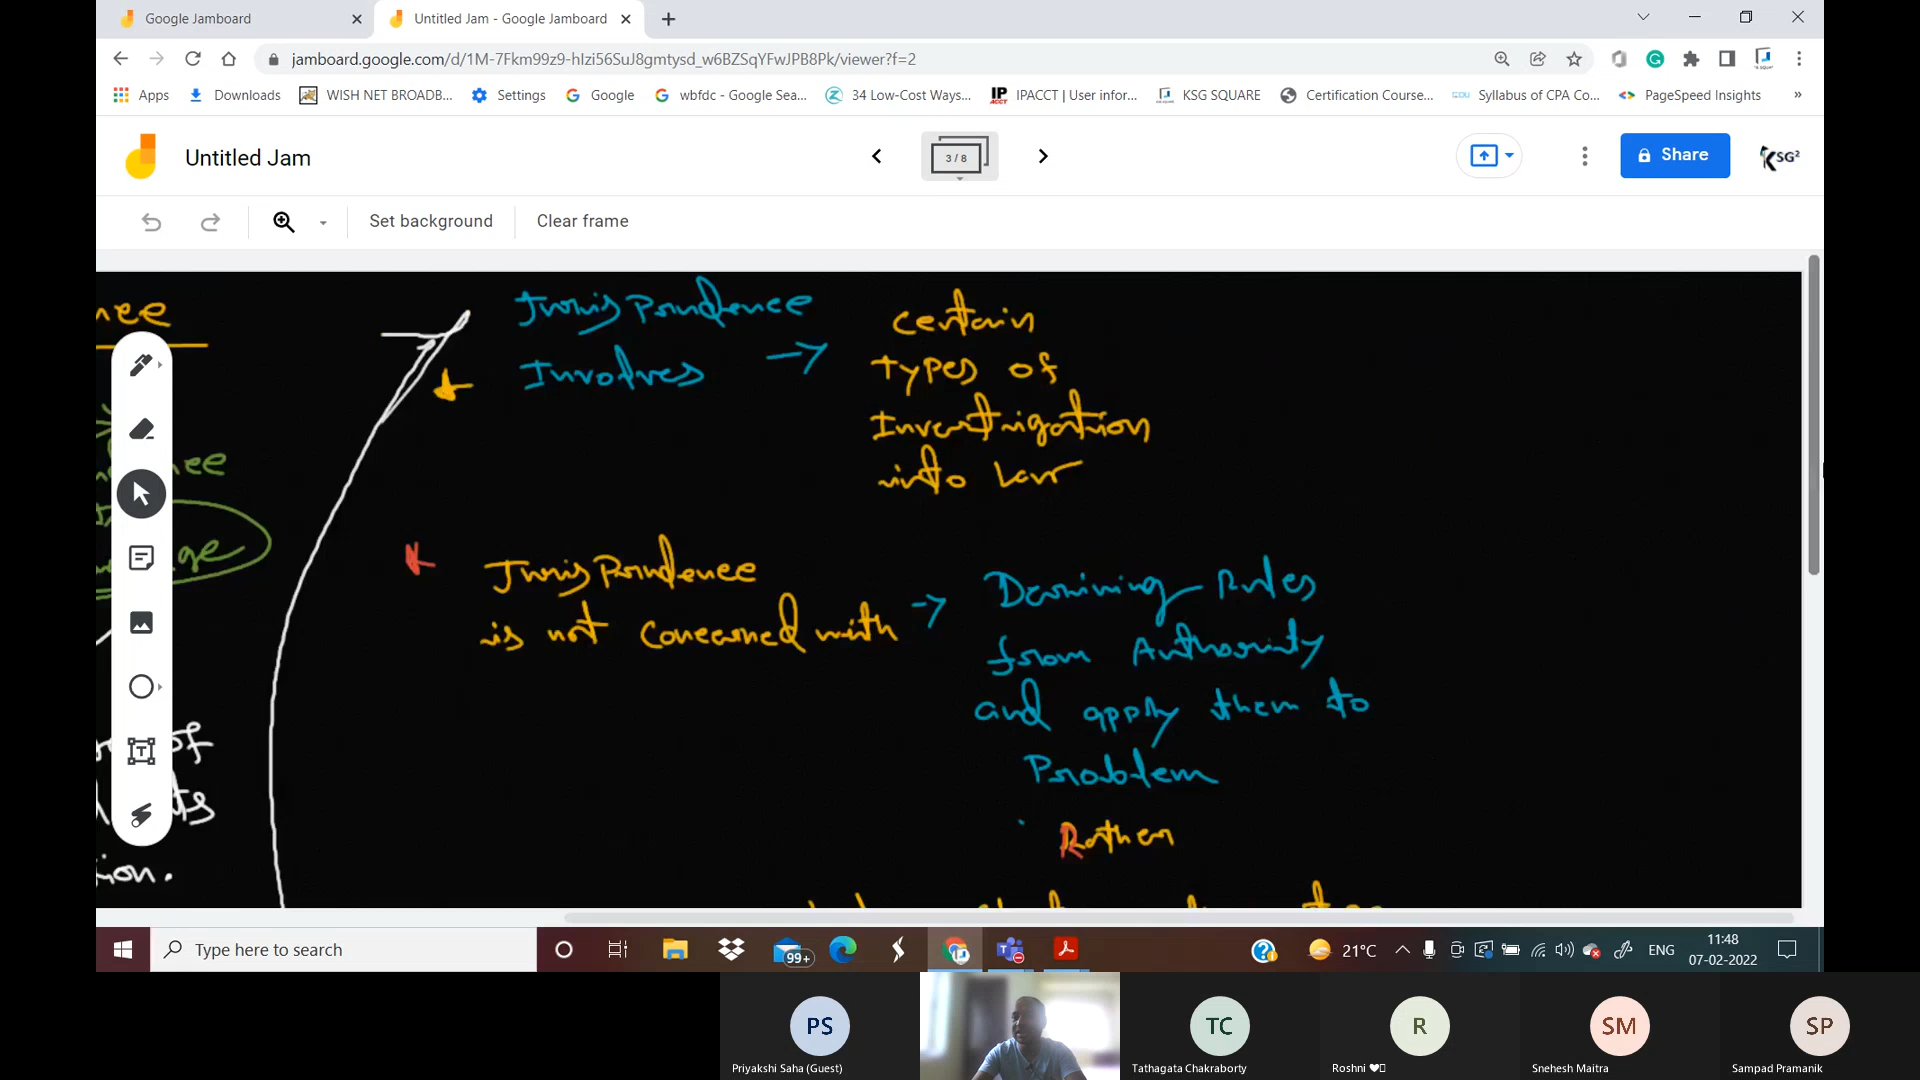 Google Jamboard
Untitled Jam - Google Jamboard
jamboard.google.com/d/1M-7Fkm99z9-hIzi56SuJ8gmtysd_w6BZSqYFwJPB8Pk/viewer?f=2
Apps
Downloads
WISH NET BROADB...
Settings
Google
wbfdc - Google Sea...
34 Low-Cost Ways...
IPACCT | User infor...
KSG SQUARE
Certification Course...
Syllabus of CPA Co...
PageSpeed Insights
»
Untitled Jam
3 / 8
Share
KSG²
Set background
Clear frame
Jurisprudence
Involves →
certain
types of
Investigation
into Law
Jurisprudence
is not concerned with →
Deriving Rules
from Authority
and apply them to
Problem
Rather
of
Type here to search
99+
21°C
ENG
11:48
07-02-2022
PS
Priyakshi Saha (Guest)
TC
Tathagata Chakraborty
R
Roshni
SM
Snehesh Maitra
SP
Sampad Pramanik